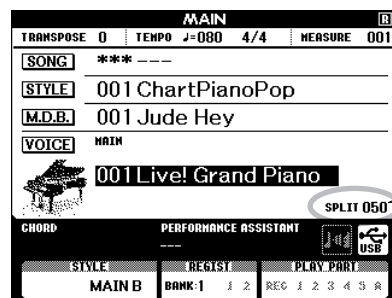 MAIN R
TRANSPOSE 0 TEMPO ♩=080 4/4 MEASURE 001
SONG *** ---
STYLE 001 ChartPianoPop
M.D.B. 001 Jude Hey
VOICE MAIN
001 Live! Grand Piano
SPLIT 050
CHORD PERFORMANCE ASSISTANT
---
USB
STYLE REGIST PLAY PART
MAIN B BANK:1 1 2 REC 1 2 3 4 5 A